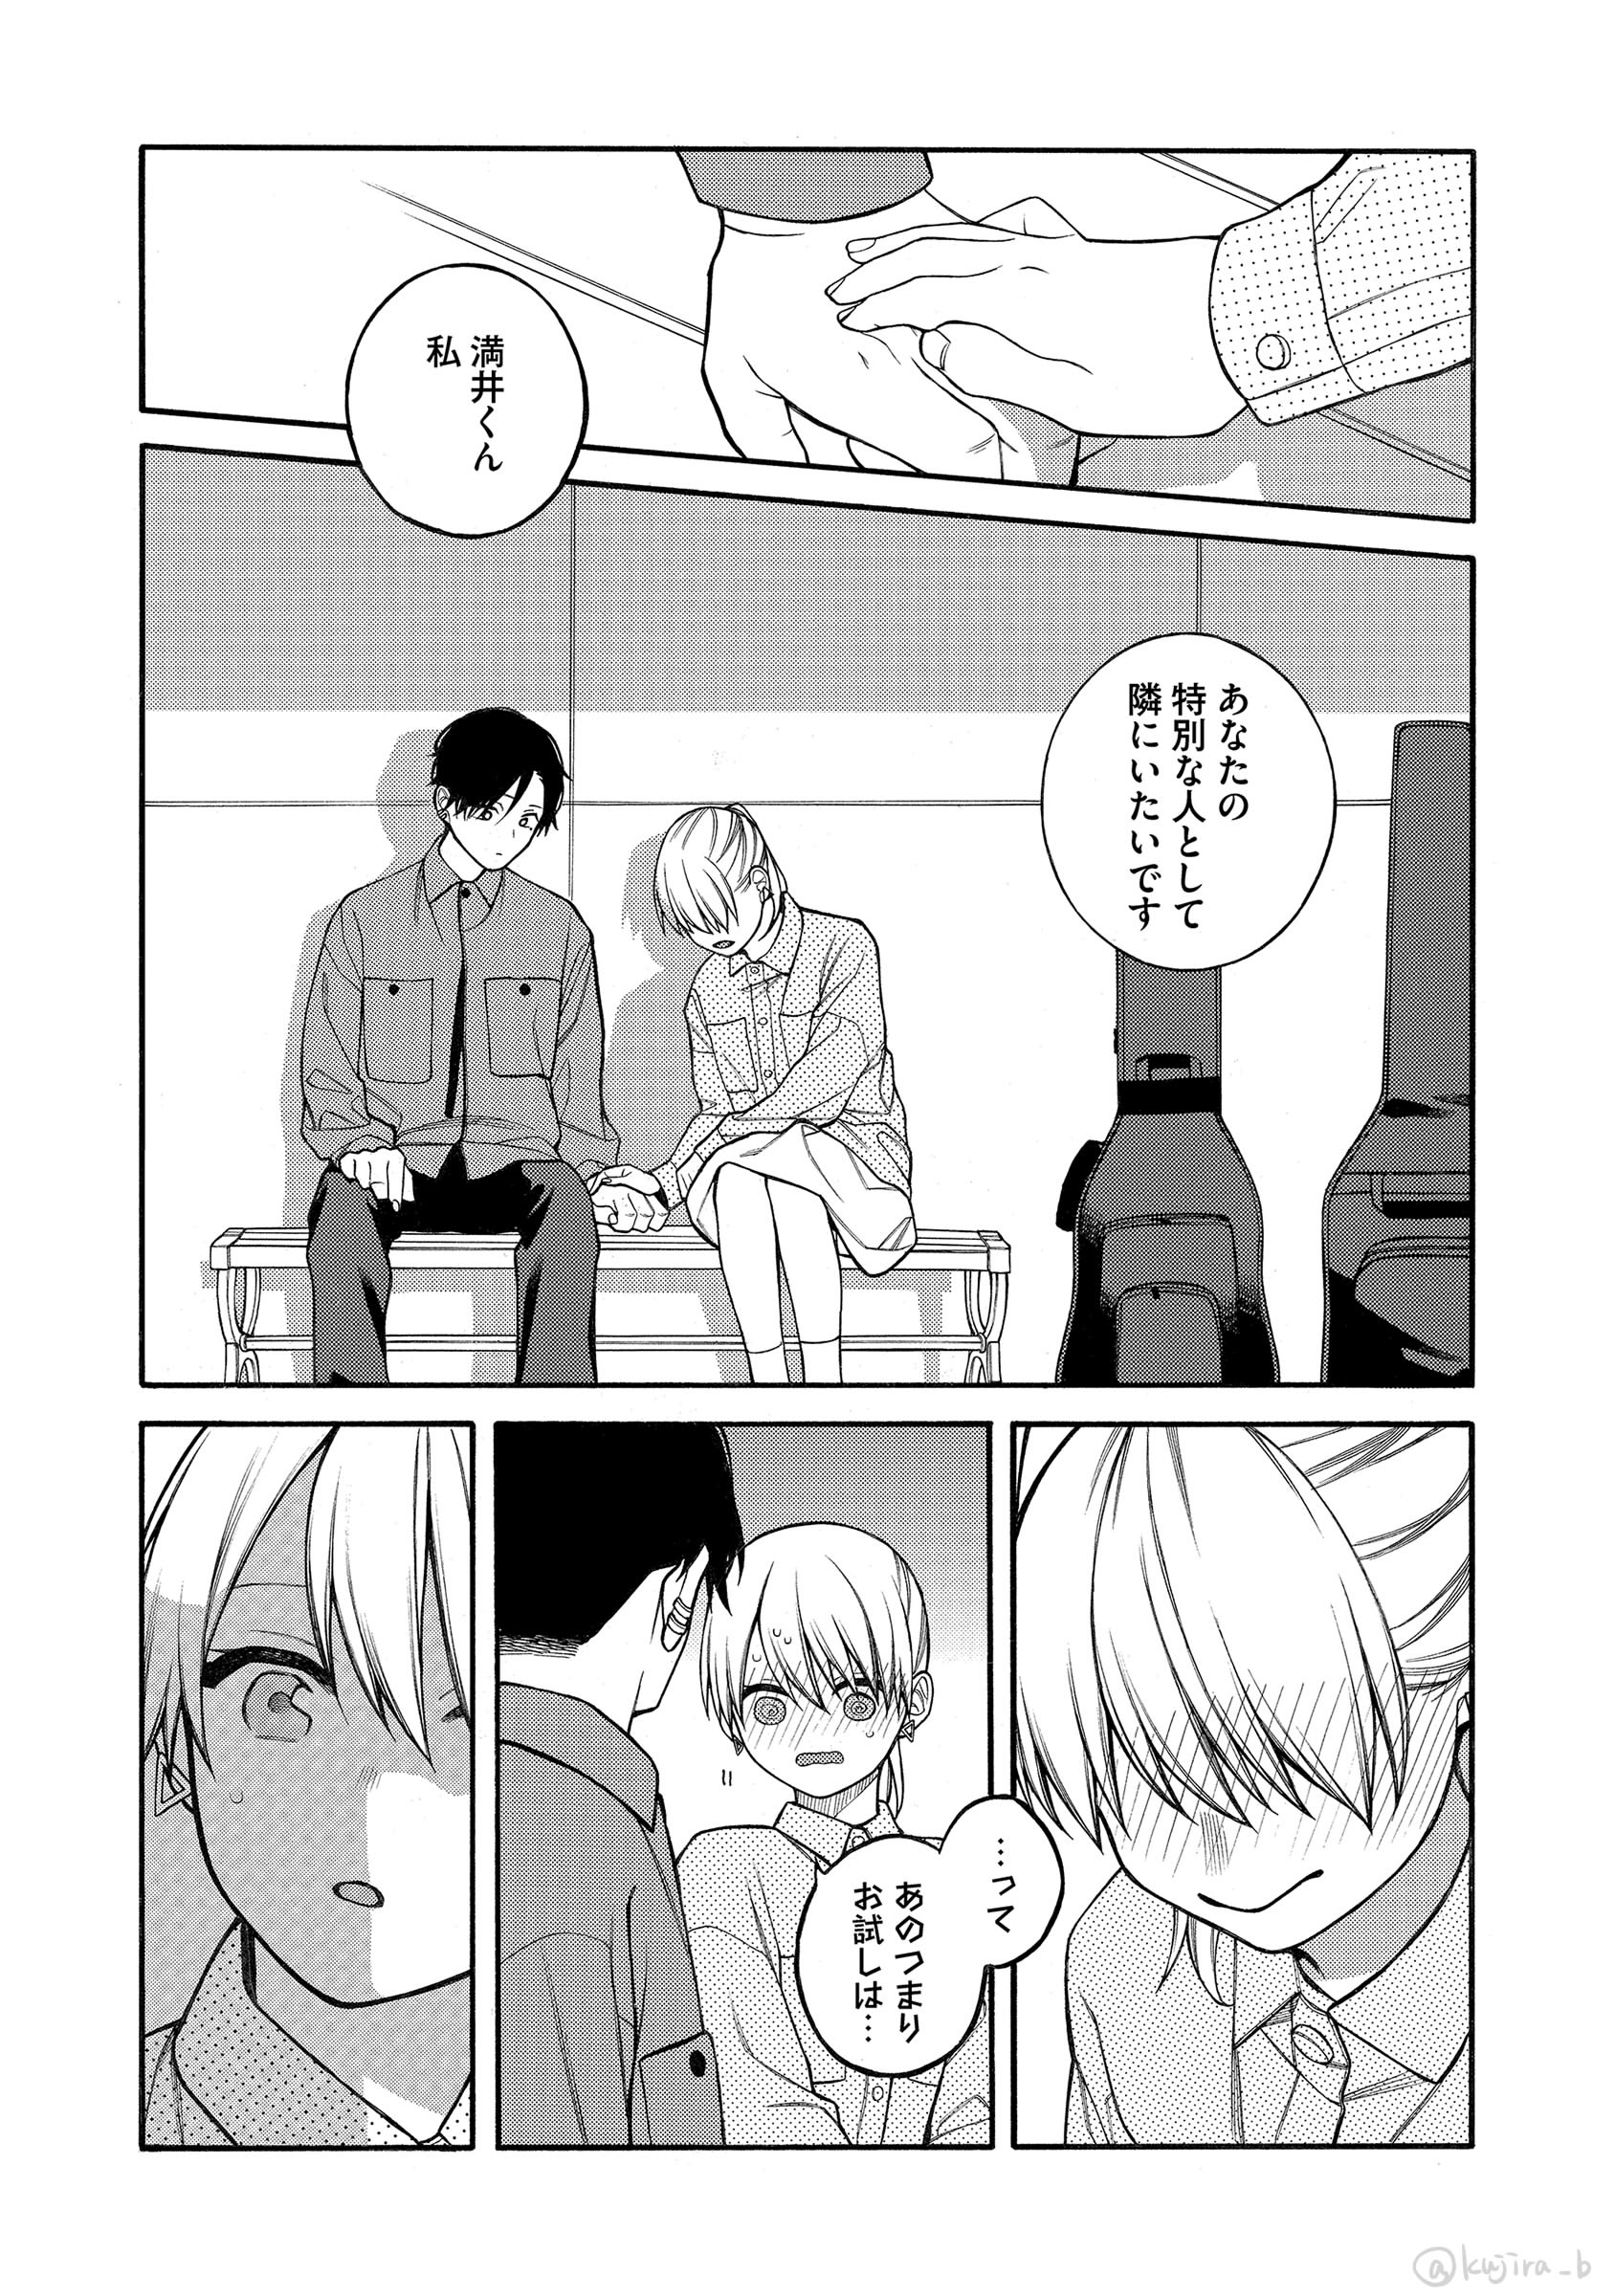 満井くん
私
あなたの
特別な人として
隣にいたいです
…って
あのつまり
お試しは…
@kujira_b